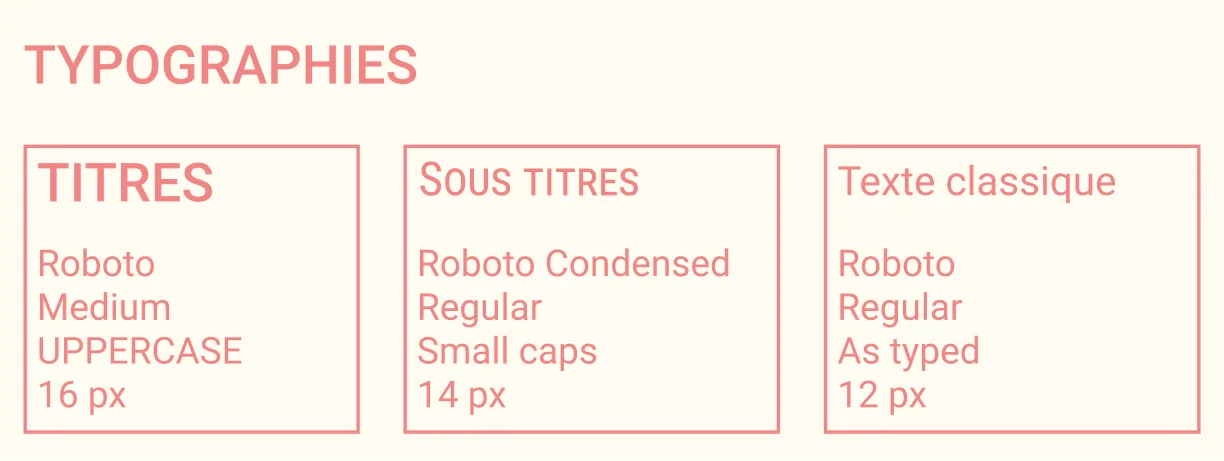 TYPOGRAPHIES
TITRES
Roboto
Medium
UPPERCASE
16 px
Sous titres
Roboto Condensed
Regular
Small caps
14 px
Texte classique
Roboto
Regular
As typed
12 px